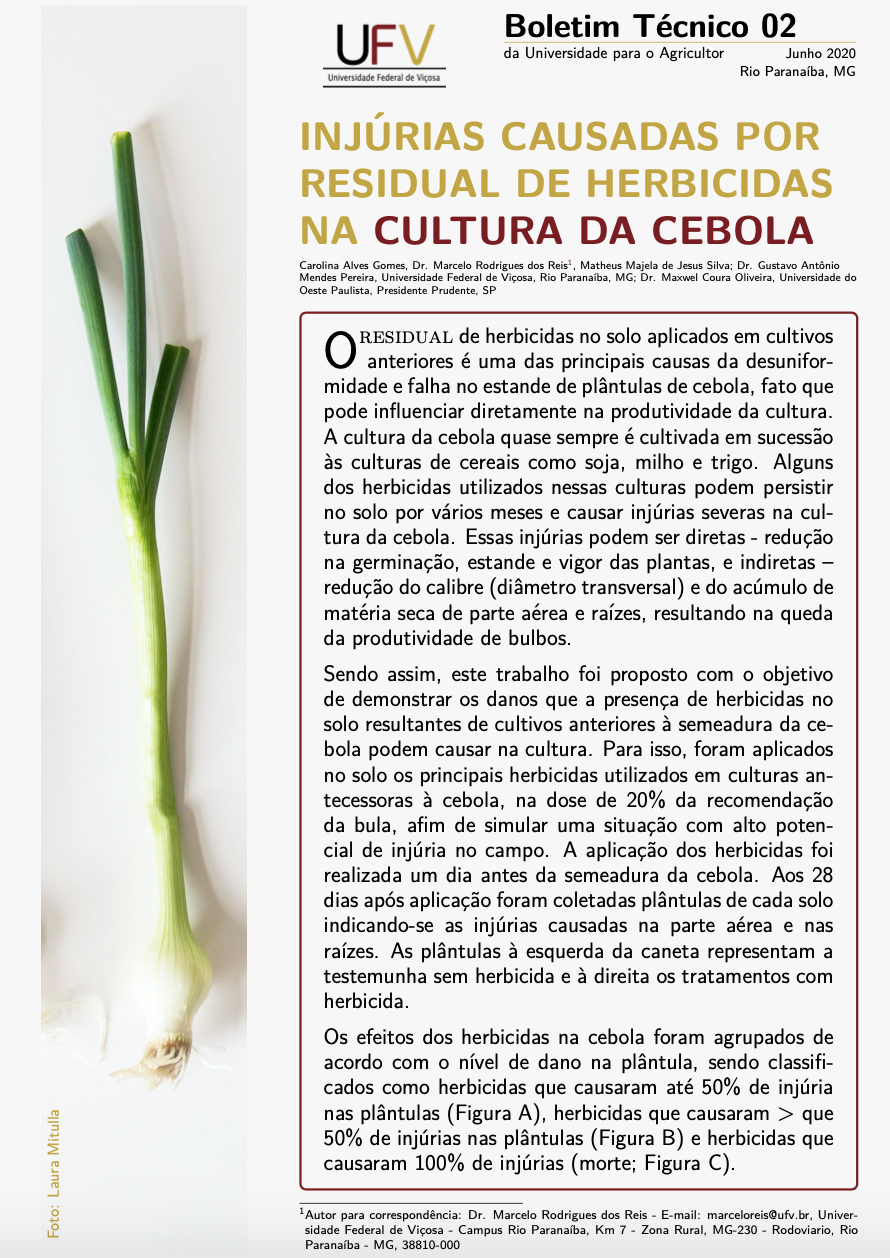 UFV
Universidade Federal de Viçosa
Boletim Técnico 02
da Universidade para o Agricultor
Junho 2020
Rio Paranaíba, MG
INJÚRIAS CAUSADAS POR
RESIDUAL DE HERBICIDAS
NA CULTURA DA CEBOLA
Carolina Alves Gomes, Dr. Marcelo Rodrigues dos Reis¹, Matheus Majela de Jesus Silva; Dr. Gustavo Antônio
Mendes Pereira, Universidade Federal de Viçosa, Rio Paranaíba, MG; Dr. Maxwel Coura Oliveira, Universidade do
Oeste Paulista, Presidente Prudente, SP
O RESIDUAL de herbicidas no solo aplicados em cultivos
anteriores é uma das principais causas da desunifor-
midade e falha no estande de plântulas de cebola, fato que
pode influenciar diretamente na produtividade da cultura.
A cultura da cebola quase sempre é cultivada em sucessão
às culturas de cereais como soja, milho e trigo. Alguns
dos herbicidas utilizados nessas culturas podem persistir
no solo por vários meses e causar injúrias severas na cul-
tura da cebola. Essas injúrias podem ser diretas - redução
na germinação, estande e vigor das plantas, e indiretas –
redução do calibre (diâmetro transversal) e do acúmulo de
matéria seca de parte aérea e raízes, resultando na queda
da produtividade de bulbos.
Sendo assim, este trabalho foi proposto com o objetivo
de demonstrar os danos que a presença de herbicidas no
solo resultantes de cultivos anteriores à semeadura da ce-
bola podem causar na cultura. Para isso, foram aplicados
no solo os principais herbicidas utilizados em culturas an-
tecessoras à cebola, na dose de 20% da recomendação
da bula, afim de simular uma situação com alto poten-
cial de injúria no campo. A aplicação dos herbicidas foi
realizada um dia antes da semeadura da cebola. Aos 28
dias após aplicação foram coletadas plântulas de cada solo
indicando-se as injúrias causadas na parte aérea e nas
raízes. As plântulas à esquerda da caneta representam a
testemunha sem herbicida e à direita os tratamentos com
herbicida.
Os efeitos dos herbicidas na cebola foram agrupados de
acordo com o nível de dano na plântula, sendo classifi-
cados como herbicidas que causaram até 50% de injúria
nas plântulas (Figura A), herbicidas que causaram > que
50% de injúrias nas plântulas (Figura B) e herbicidas que
causaram 100% de injúrias (morte; Figura C).
Foto: Laura Mitulla
¹Autor para correspondência: Dr. Marcelo Rodrigues dos Reis - E-mail: marceloreis@ufv.br, Univer-
sidade Federal de Viçosa - Campus Rio Paranaíba, Km 7 - Zona Rural, MG-230 - Rodoviario, Rio
Paranaíba - MG, 38810-000